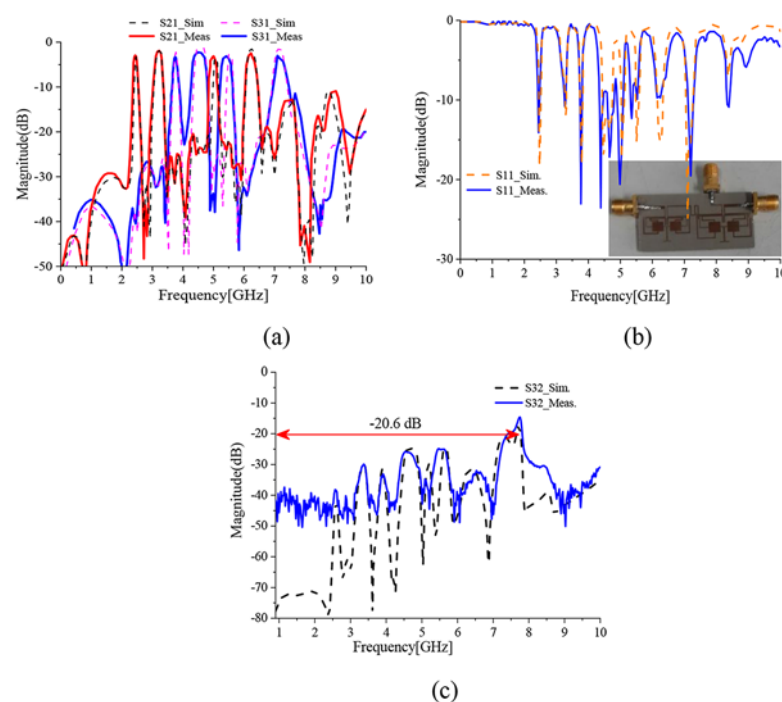 S21_Sim S31_Sim
S21_Meas S31_Meas
0
-10
-20
-30
-40
-50
Magnitude(dB)
0 1 2 3 4 5 6 7 8 9 10
Frequency[GHz]
(a)
0
-10
-20
-30
Magnitude(dB)
S11_Sim.
S11_Meas.
0 1 2 3 4 5 6 7 8 9 10
Frequency[GHz]
(b)
0
-10
-20
-30
-40
-50
-60
-70
-80
Magnitude(dB)
S32_Sim.
S32_Meas.
-20.6 dB
1 2 3 4 5 6 7 8 9 10
Frequency[GHz]
(c)